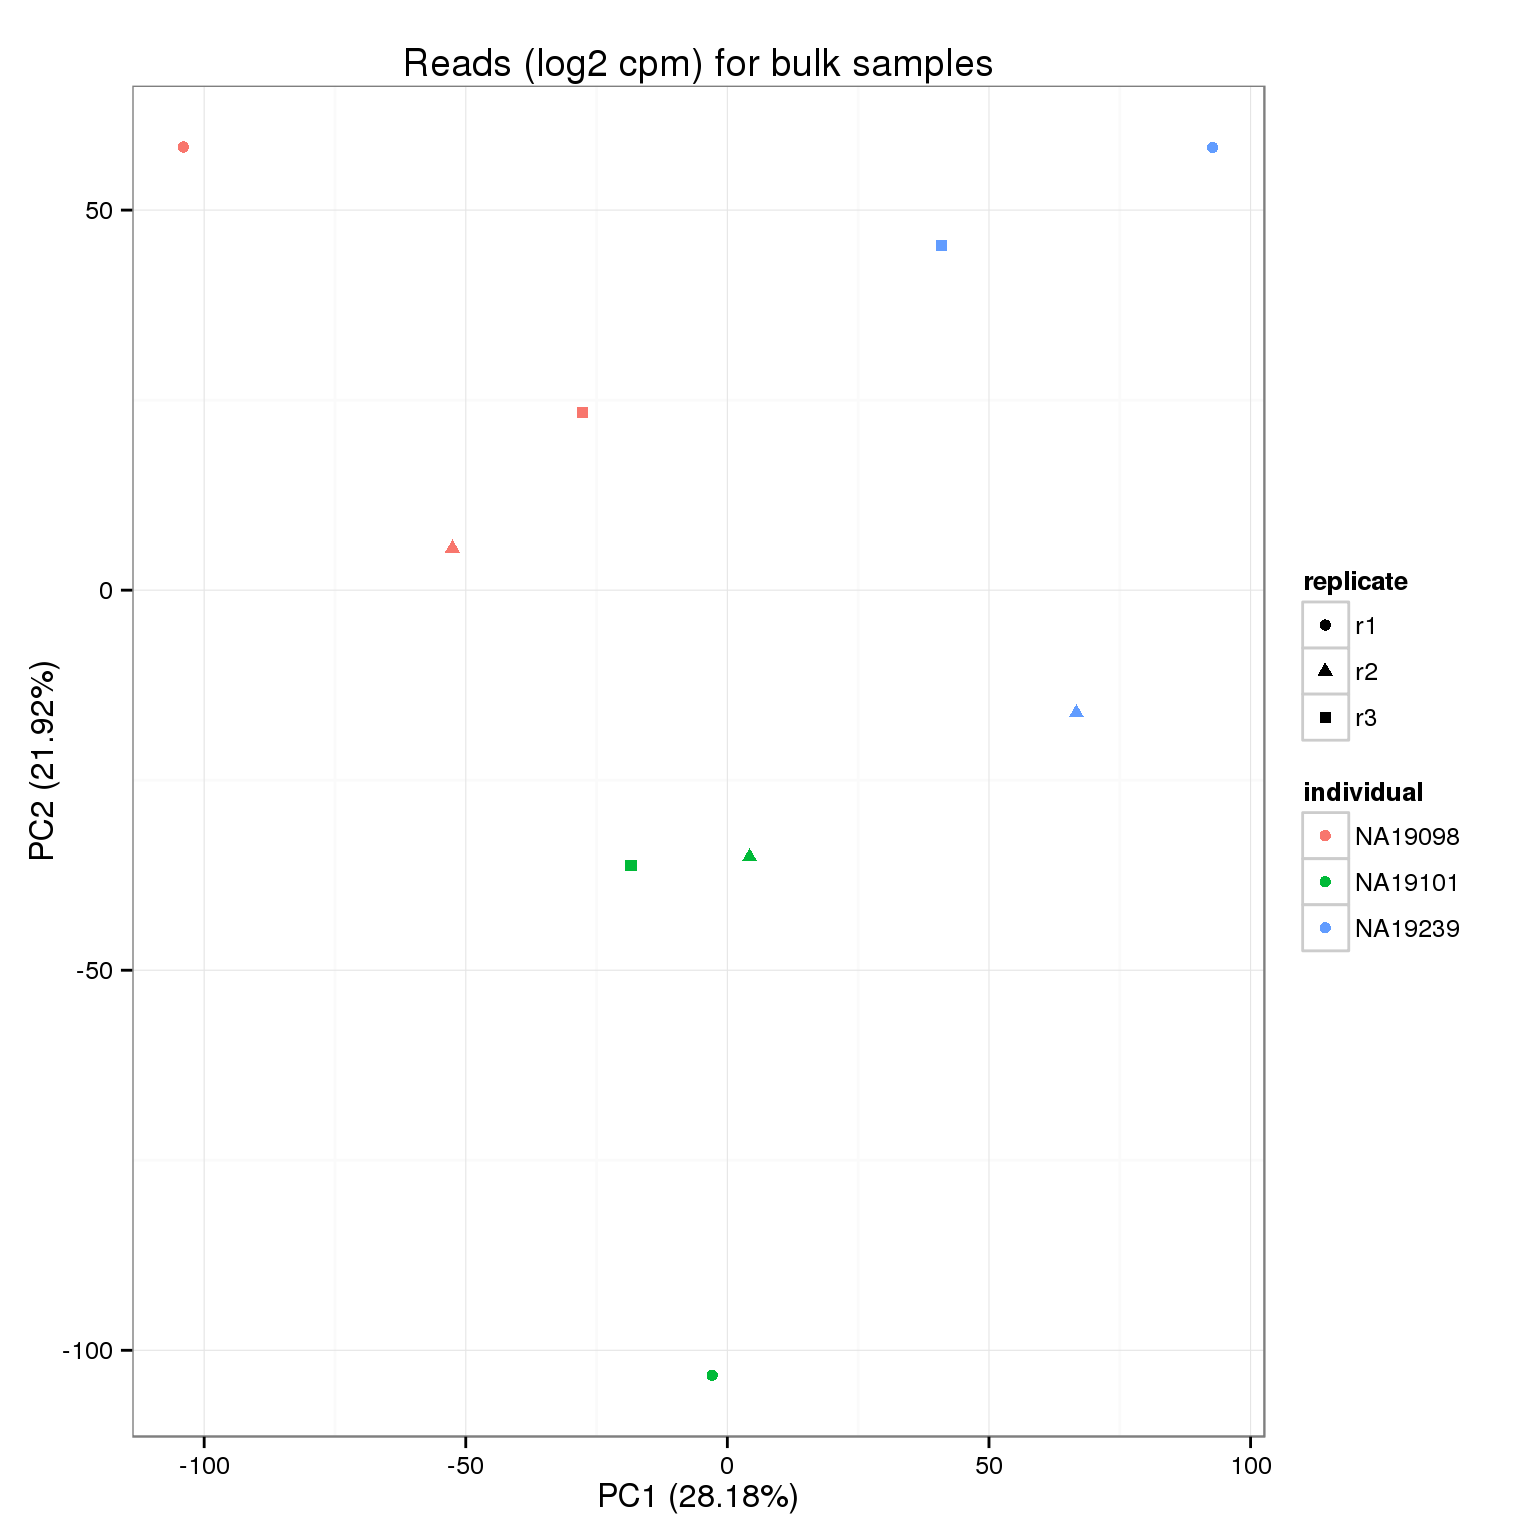 Reads (log2 cpm) for bulk samples
50
0
-50
-100
PC2 (21.92%)
-100
-50
0
50
100
PC1 (28.18%)
replicate
r1
r2
r3
individual
NA19098
NA19101
NA19239